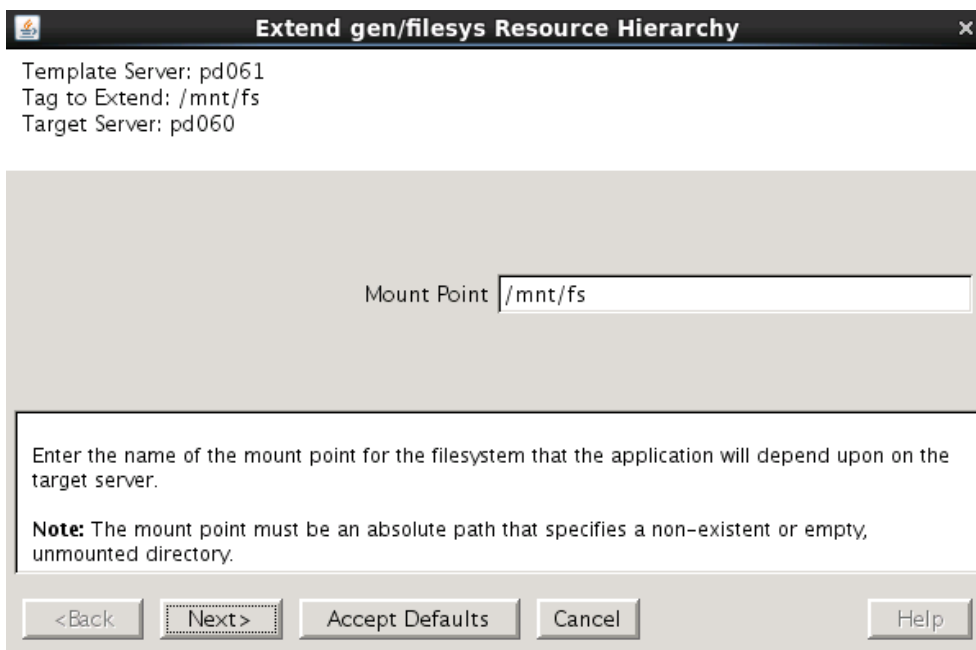 Extend gen/filesys Resource Hierarchy
Template Server: pd061
Tag to Extend: /mnt/fs
Target Server: pd060
Mount Point /mnt/fs
Enter the name of the mount point for the filesystem that the application will depend upon on the
target server.
Note: The mount point must be an absolute path that specifies a non-existent or empty,
unmounted directory.
<Back Next> Accept Defaults Cancel Help